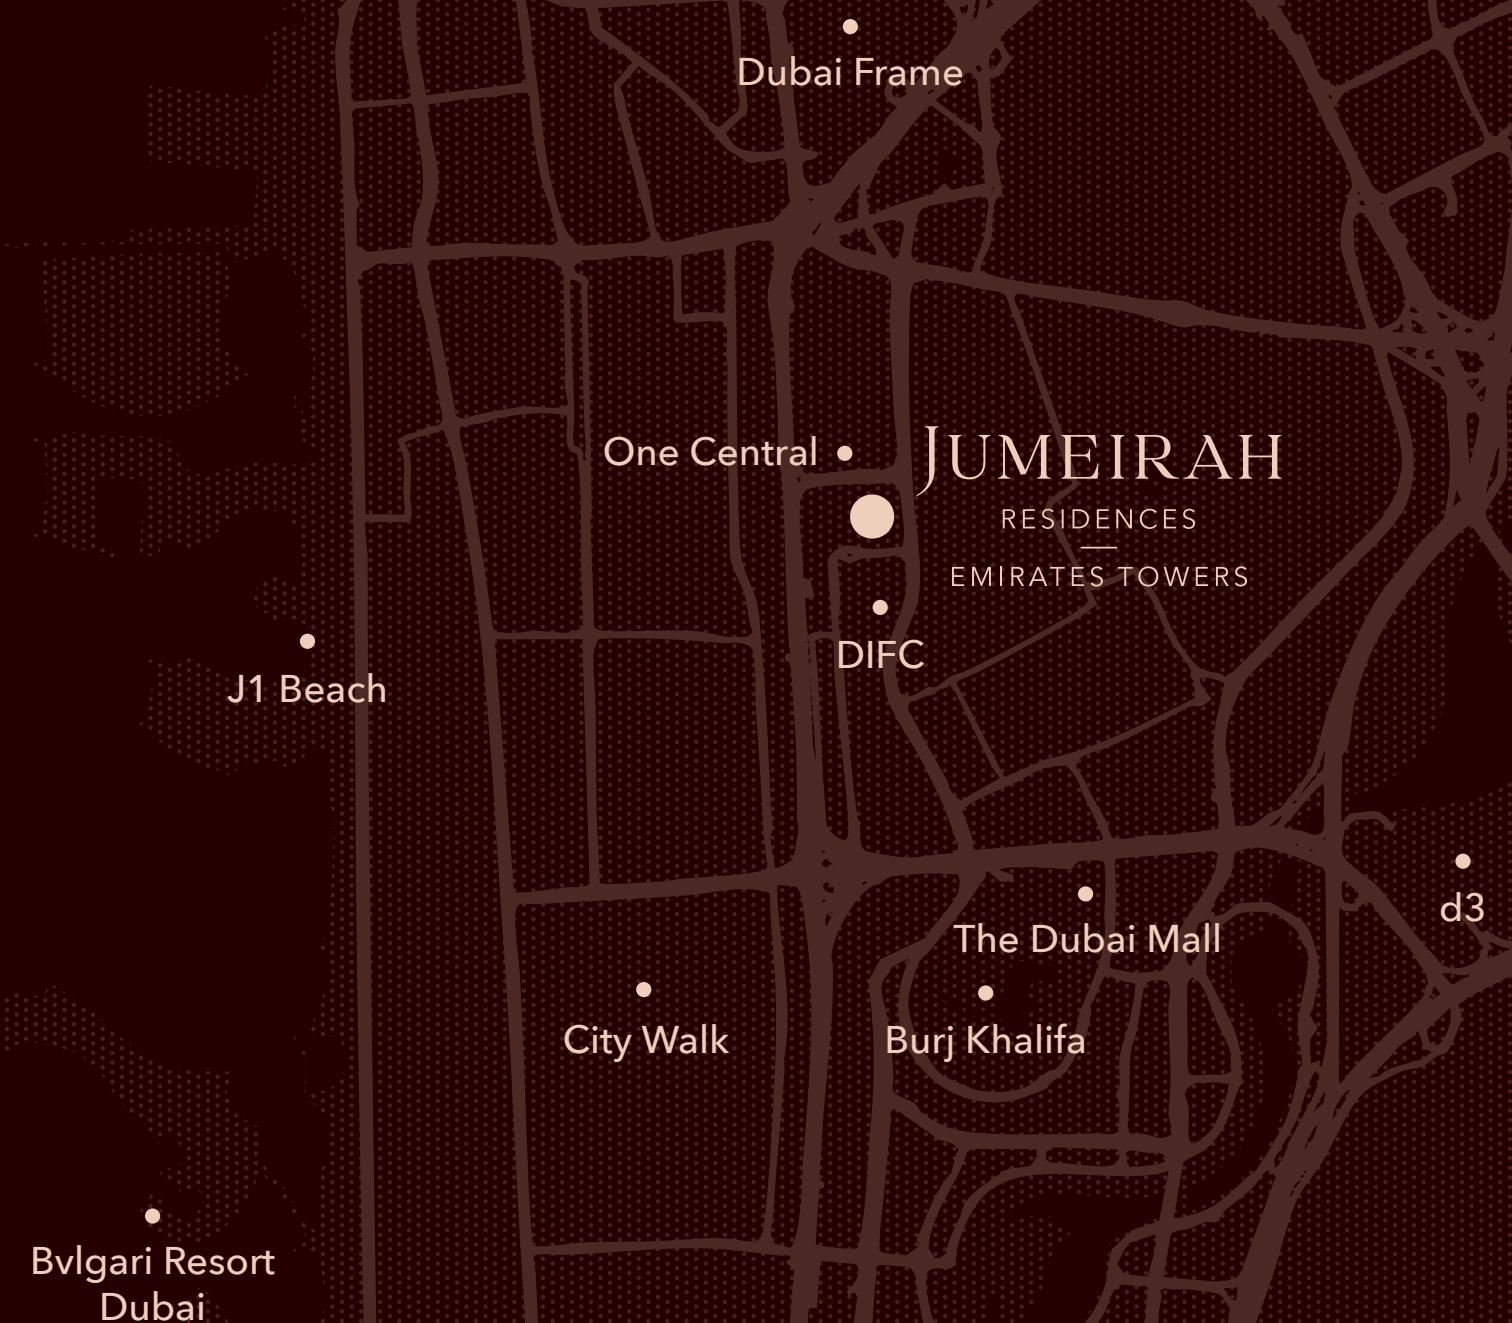 Dubai Frame
One Central
JUMEIRAH
RESIDENCES
EMIRATES TOWERS
DIFC
J1 Beach
d3
The Dubai Mall
City Walk
Burj Khalifa
Bvlgari Resort
Dubai